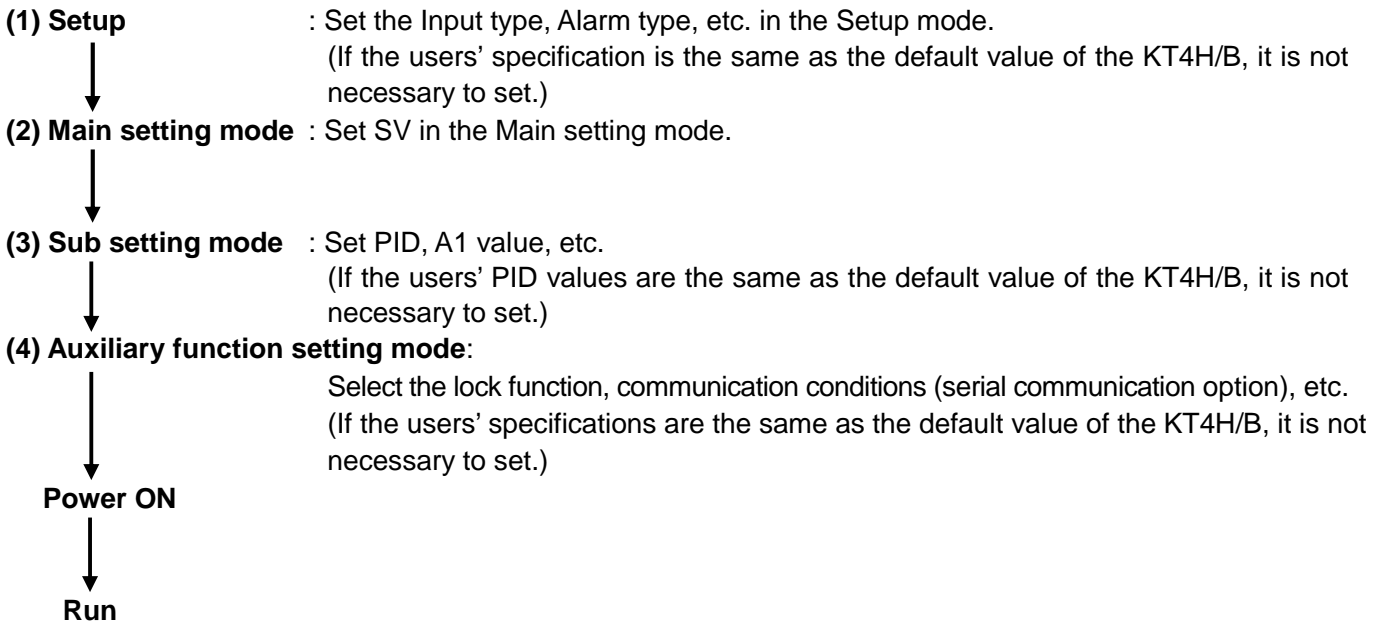 (1) Setup : Set the Input type, Alarm type, etc. in the Setup mode.
(If the users’ specification is the same as the default value of the KT4H/B, it is not
necessary to set.)
(2) Main setting mode : Set SV in the Main setting mode.
(3) Sub setting mode : Set PID, A1 value, etc.
(If the users’ PID values are the same as the default value of the KT4H/B, it is not
necessary to set.)
(4) Auxiliary function setting mode:
Select the lock function, communication conditions (serial communication option), etc.
(If the users’ specifications are the same as the default value of the KT4H/B, it is not
necessary to set.)
Power ON
Run